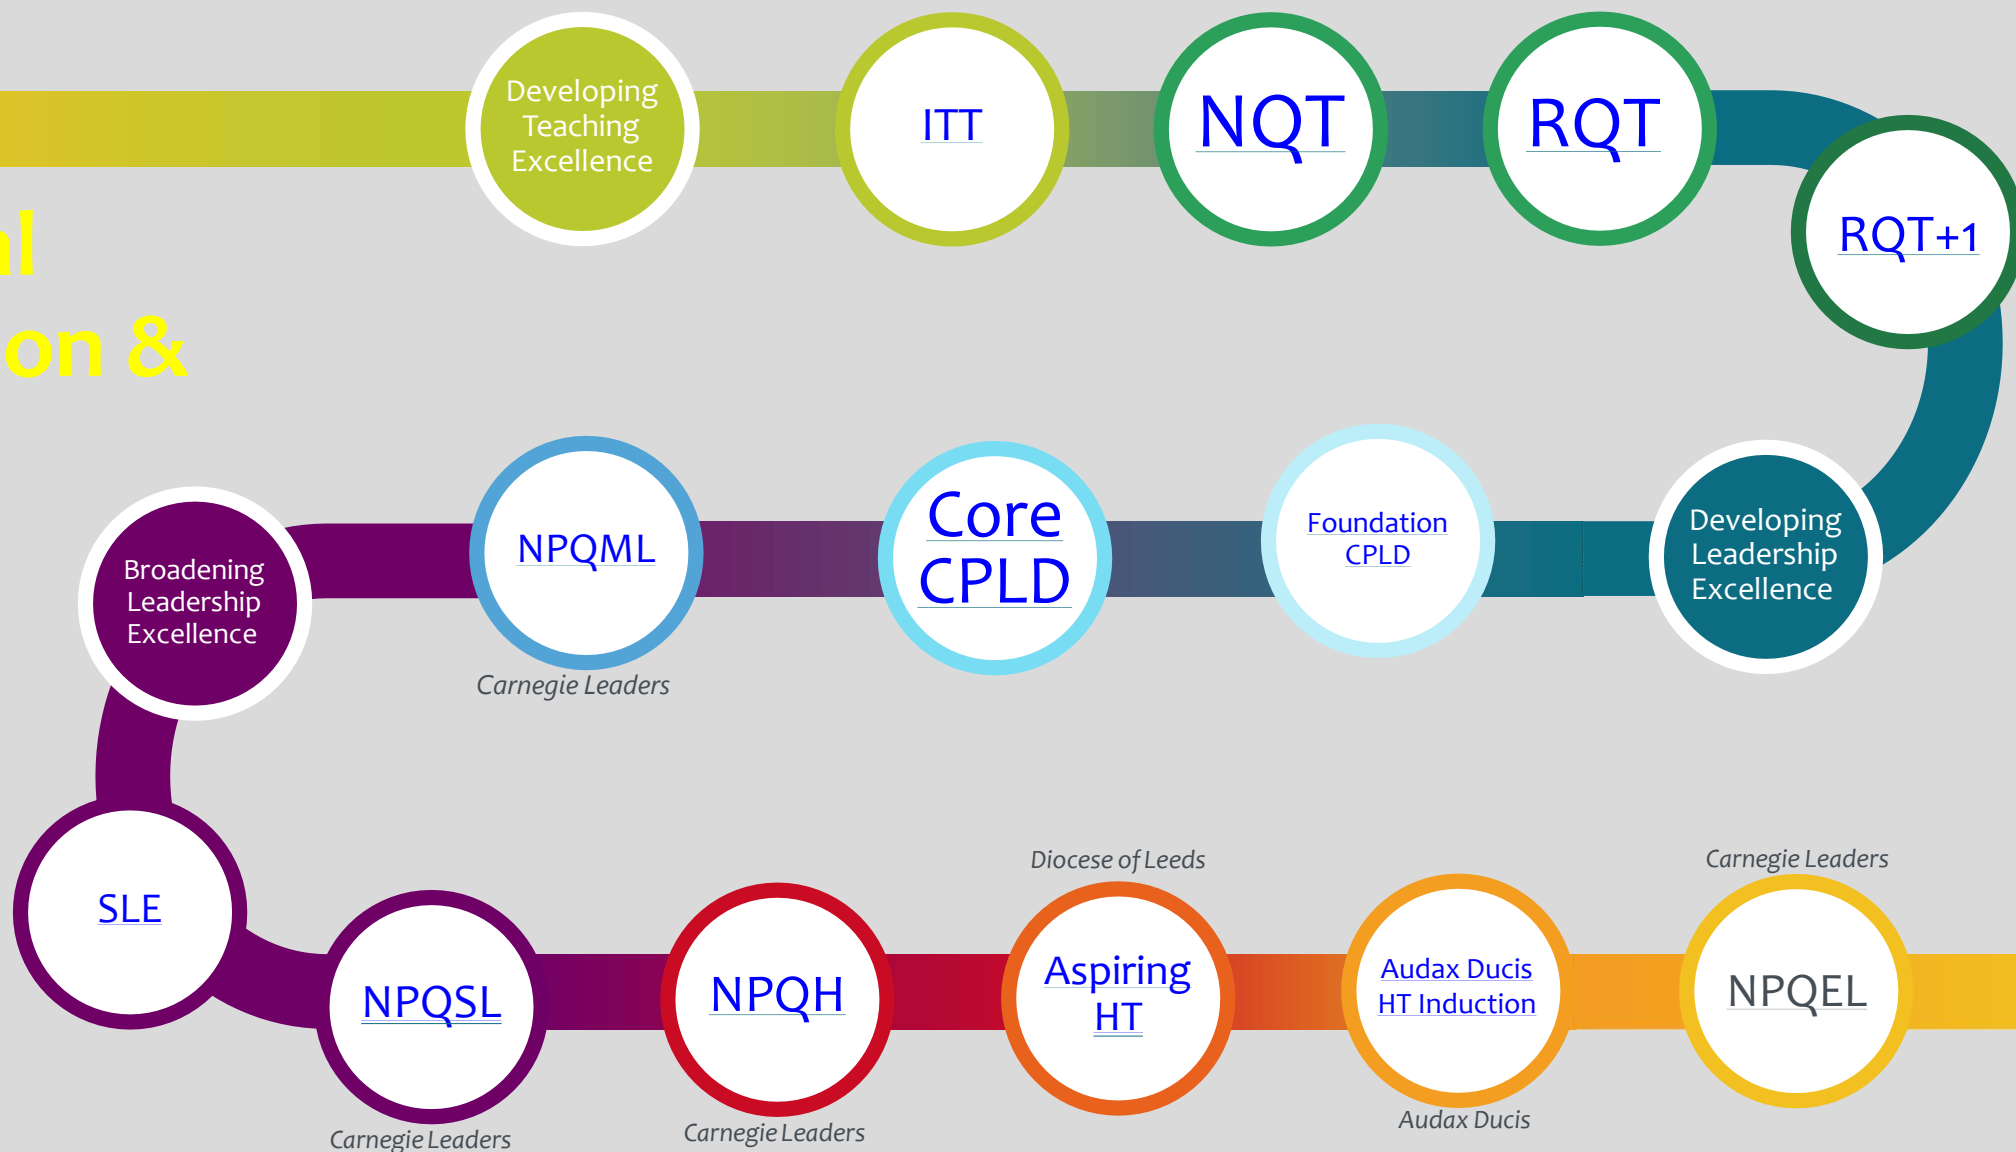 Developing
Teaching
Excellence
ITT
NQT
RQT
RQT+1
al
on &
Developing
Leadership
Excellence
Foundation
CPLD
Core
CPLD
NPQML
Carnegie Leaders
Broadening
Leadership
Excellence
SLE
NPQSL
Carnegie Leaders
NPQH
Carnegie Leaders
Diocese of Leeds
Aspiring
HT
Audax Ducis
HT Induction
Audax Ducis
Carnegie Leaders
NPQEL